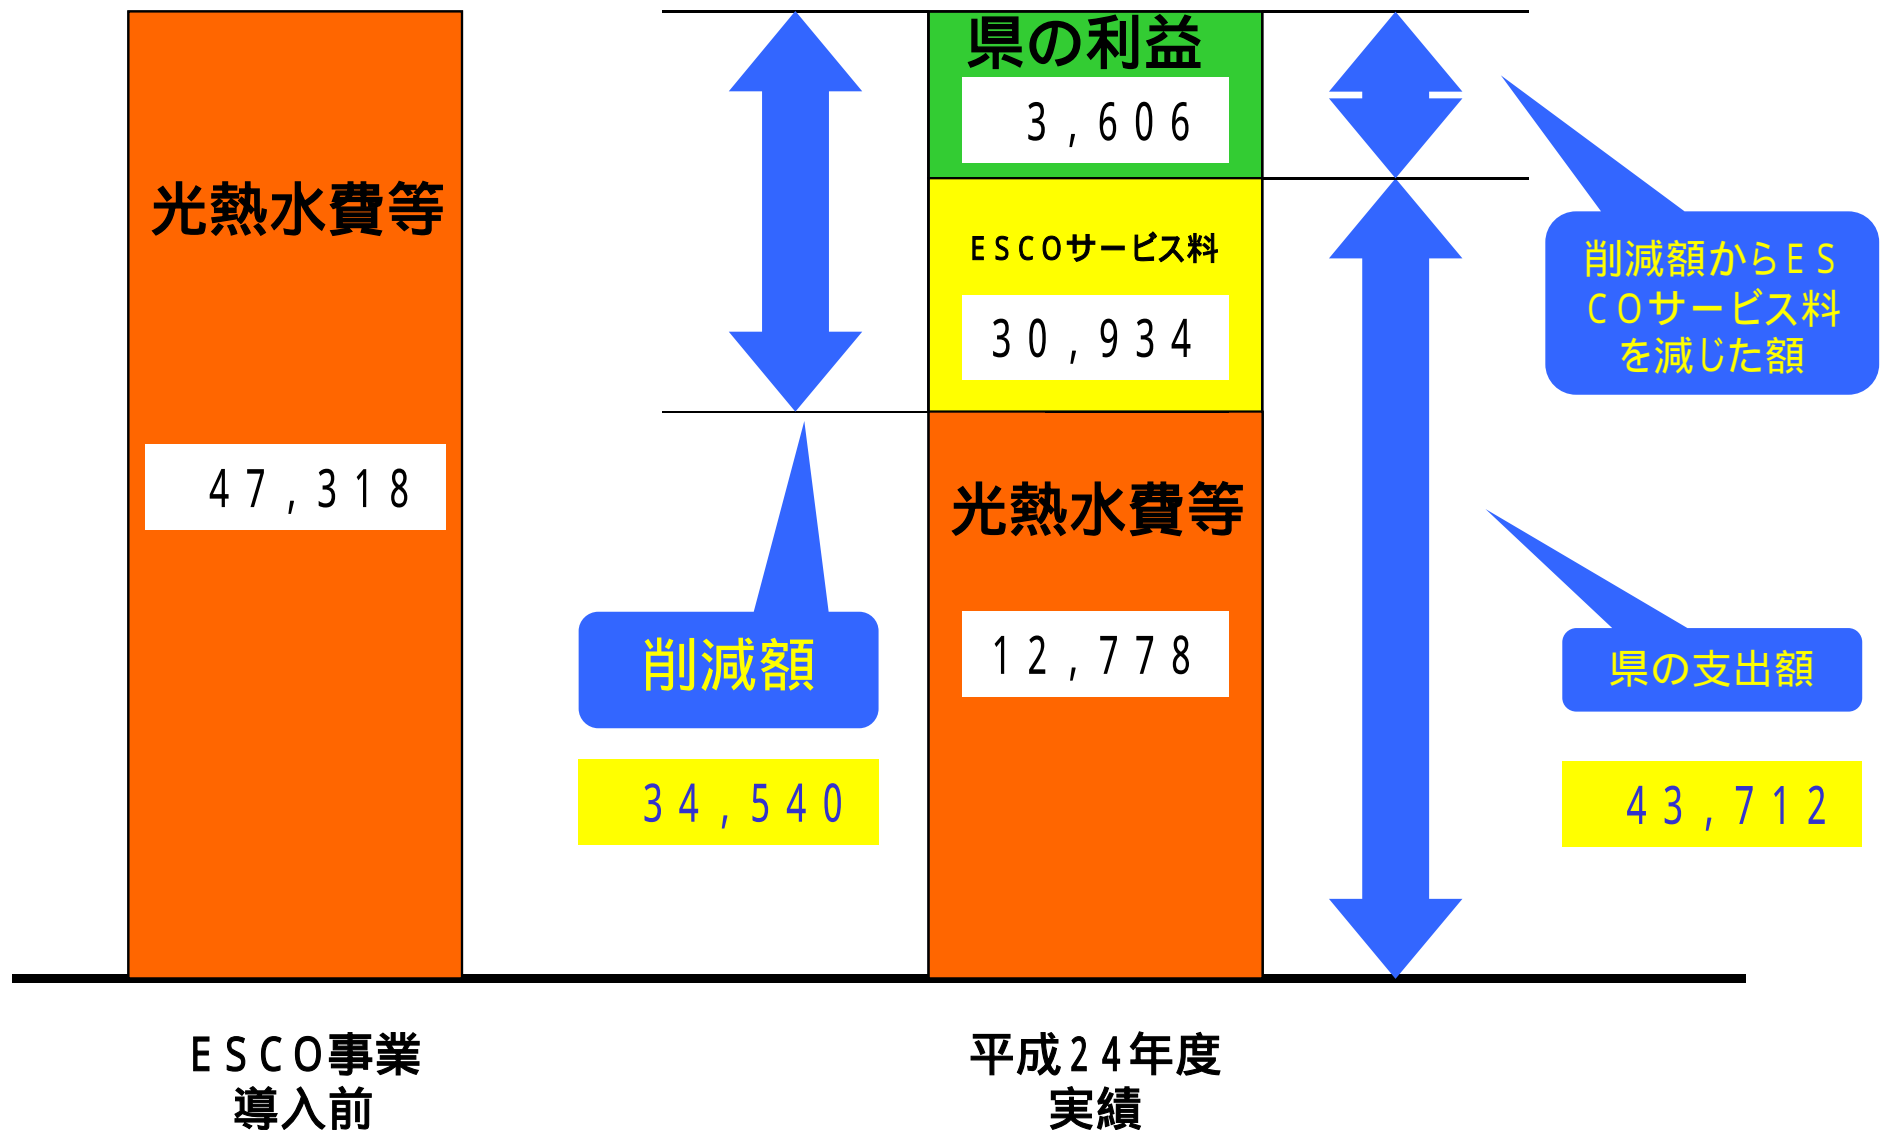 光熱水費等
47,318
ESCO事業
導入前
削減額
34,540
県の利益
3,606
ESCOサービス料
30,934
光熱水費等
12,778
平成24年度
実績
削減額からES
COサービス料
を減じた額
県の支出額
43,712